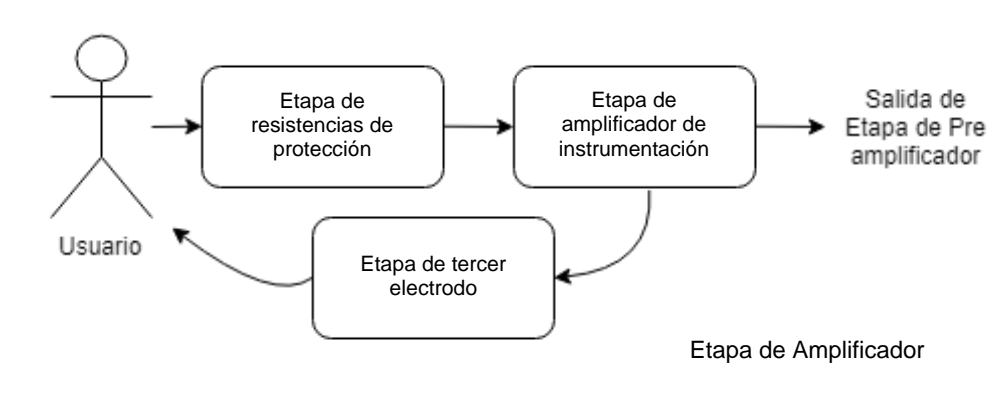 Etapa de
resistencias de
protección
Etapa de
amplificador de
instrumentación
Salida de
Etapa de Pre
amplificador
Usuario
Etapa de tercer
electrodo
Etapa de Amplificador